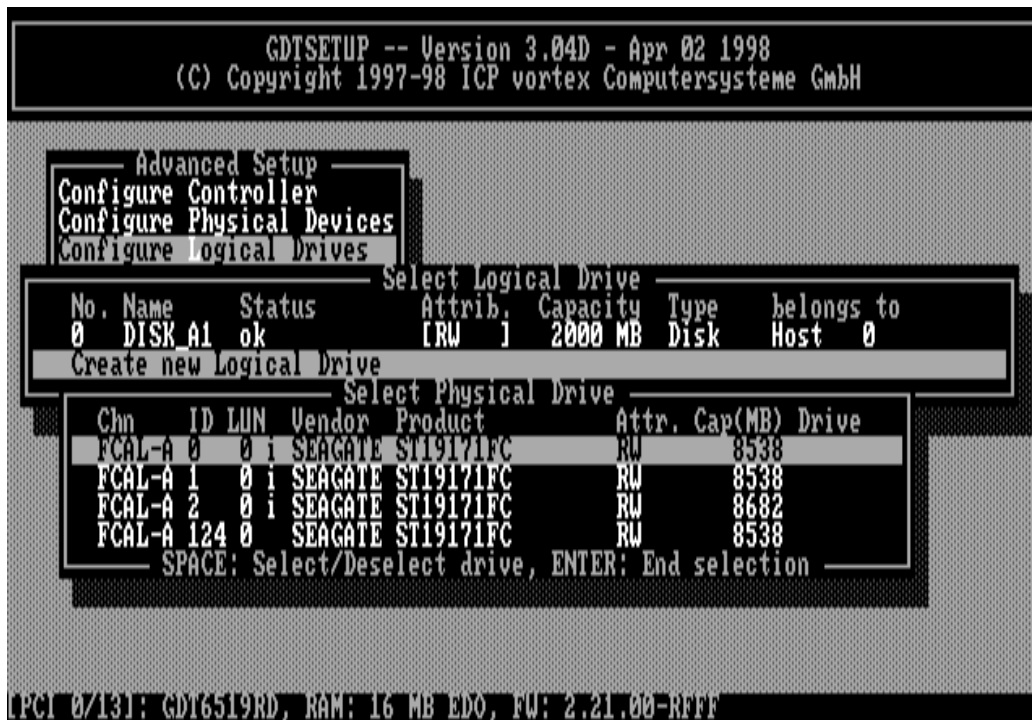 GDTSETUP -- Version 3.04D - Apr 02 1998
(C) Copyright 1997-98 ICP vortex Computersysteme GmbH
Advanced Setup
Configure Controller
Configure Physical Devices
Configure Logical Drives
Select Logical Drive
No. Name Status Attrib. Capacity Type belongs to
0 DISK_A1 ok [RW ] 2000 MB Disk Host 0
Create new Logical Drive
Select Physical Drive
Chn ID LUN Vendor Product Attr. Cap(MB) Drive
FCAL-A 0 0 i SEAGATE ST19171FC RW 8538
FCAL-A 1 0 i SEAGATE ST19171FC RW 8538
FCAL-A 2 0 i SEAGATE ST19171FC RW 8682
FCAL-A 124 0 SEAGATE ST19171FC RW 8538
SPACE: Select/Deselect drive, ENTER: End selection
[PCI 0/13]: GDT6519RD, RAM: 16 MB EDO, FW: 2.21.00-RFFF